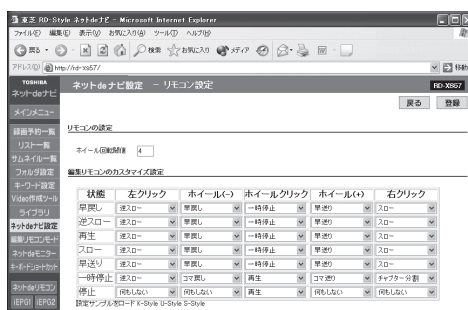 東芝 RD-Style ネットdeナビ - Microsoft Internet Explorer
ファイル(F) 編集(E) 表示(V) お気に入り(A) ツール(T) ヘルプ(H)
戻る 検索 お気に入り メディア
アドレス(D) http://rd-xs57/ 移動
TOSHIBA
ネットdeナビ
ネットdeナビ設定 － リモコン設定 RD-XS57
戻る 登録
メインメニュー
録画予約一覧
リスト一覧
サムネイル一覧
フォルダ設定
キーワード設定
Video作成ツール
ライブラリ
ネットdeナビ設定
編集リモコンモード
ネットdeモニター
キーボードショートカット
ネットdeリモコン
iEPG1 iEPG2
リモコンの設定
ホイール回転閾値 4
編集リモコンのカスタマイズ設定
状態 左クリック ホイール(-) ホイールクリック ホイール(+) 右クリック
早戻し 逆スロー 早戻し 一時停止 早送り スロー
逆スロー 逆スロー 早戻し 一時停止 早送り スロー
再生 逆スロー 早戻し 一時停止 早送り スロー
スロー 逆スロー 早戻し 一時停止 早送り スロー
早送り 逆スロー 早戻し 一時停止 早送り スロー
一時停止 逆スロー コマ戻し 再生 コマ送り チャプター分割
停止 何もしない 何もしない 再生 何もしない 何もしない
設定サンプルをロード K-Style U-Style S-Style